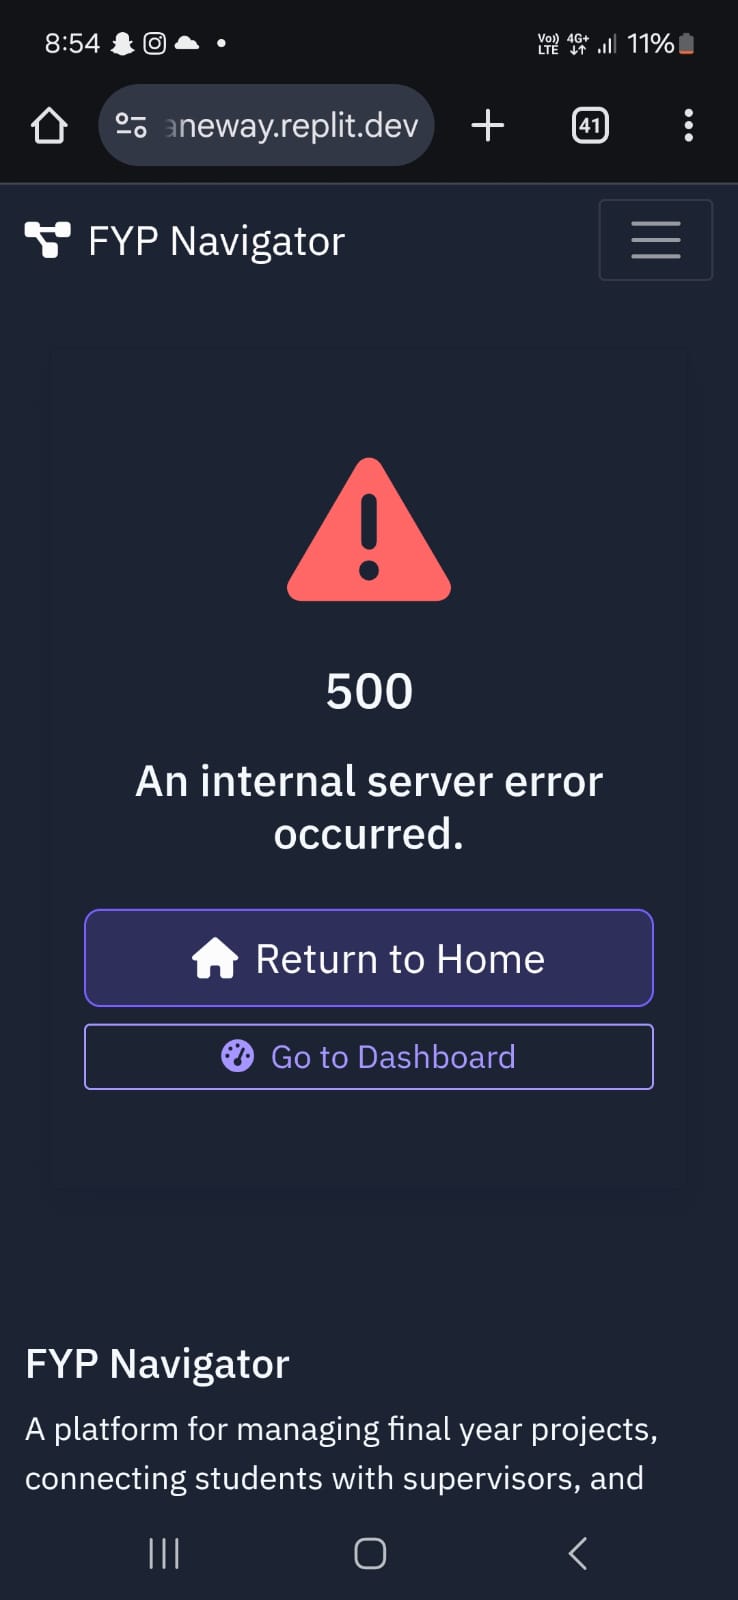 8:54
Vo)) LTE 4G+ 11%
aneway.replit.dev
41
FYP Navigator
500
An internal server error
occurred.
Return to Home
Go to Dashboard
FYP Navigator
A platform for managing final year projects,
connecting students with supervisors, and